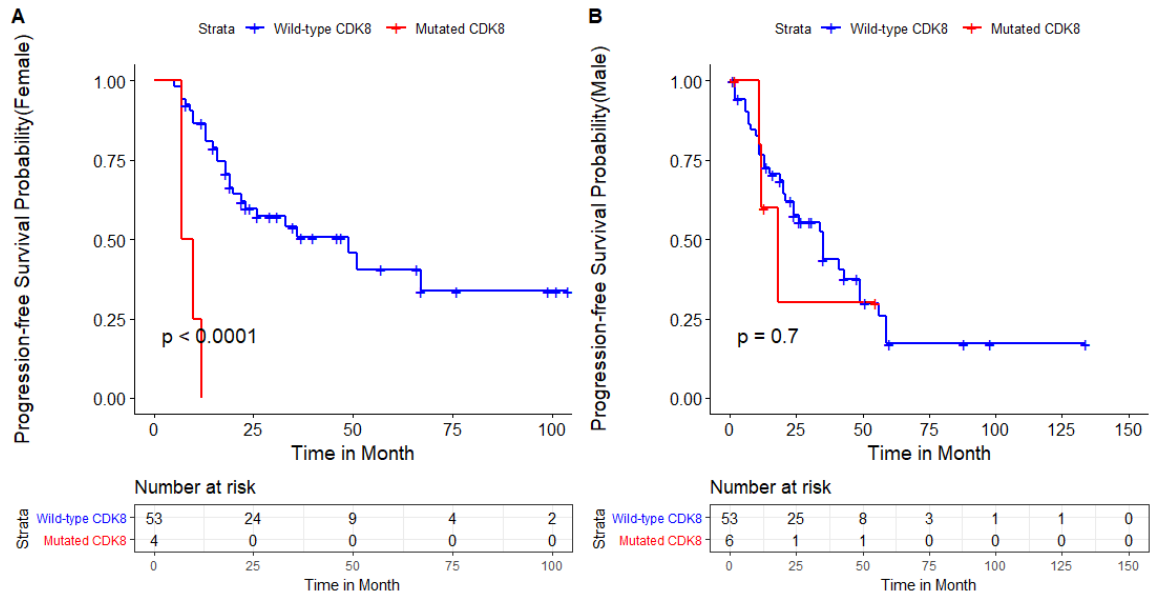 A
Strata Wild-type CDK8 Mutated CDK8
Progression-free Survival Probability(Female)
1.00
0.75
0.50
0.25
0.00
p < 0.0001
0 25 50 75 100
Time in Month
Number at risk
Strata
Wild-type CDK8 53 24 9 4 2
Mutated CDK8 4 0 0 0 0
0 25 50 75 100
Time in Month
B
Strata Wild-type CDK8 Mutated CDK8
Progression-free Survival Probability(Male)
1.00
0.75
0.50
0.25
0.00
p = 0.7
0 25 50 75 100 125 150
Time in Month
Number at risk
Strata
Wild-type CDK8 53 25 8 3 1 1 0
Mutated CDK8 6 1 1 0 0 0 0
0 25 50 75 100 125 150
Time in Month